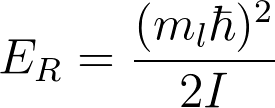 E_R = \frac{(m_l \hbar)^2}{2I}